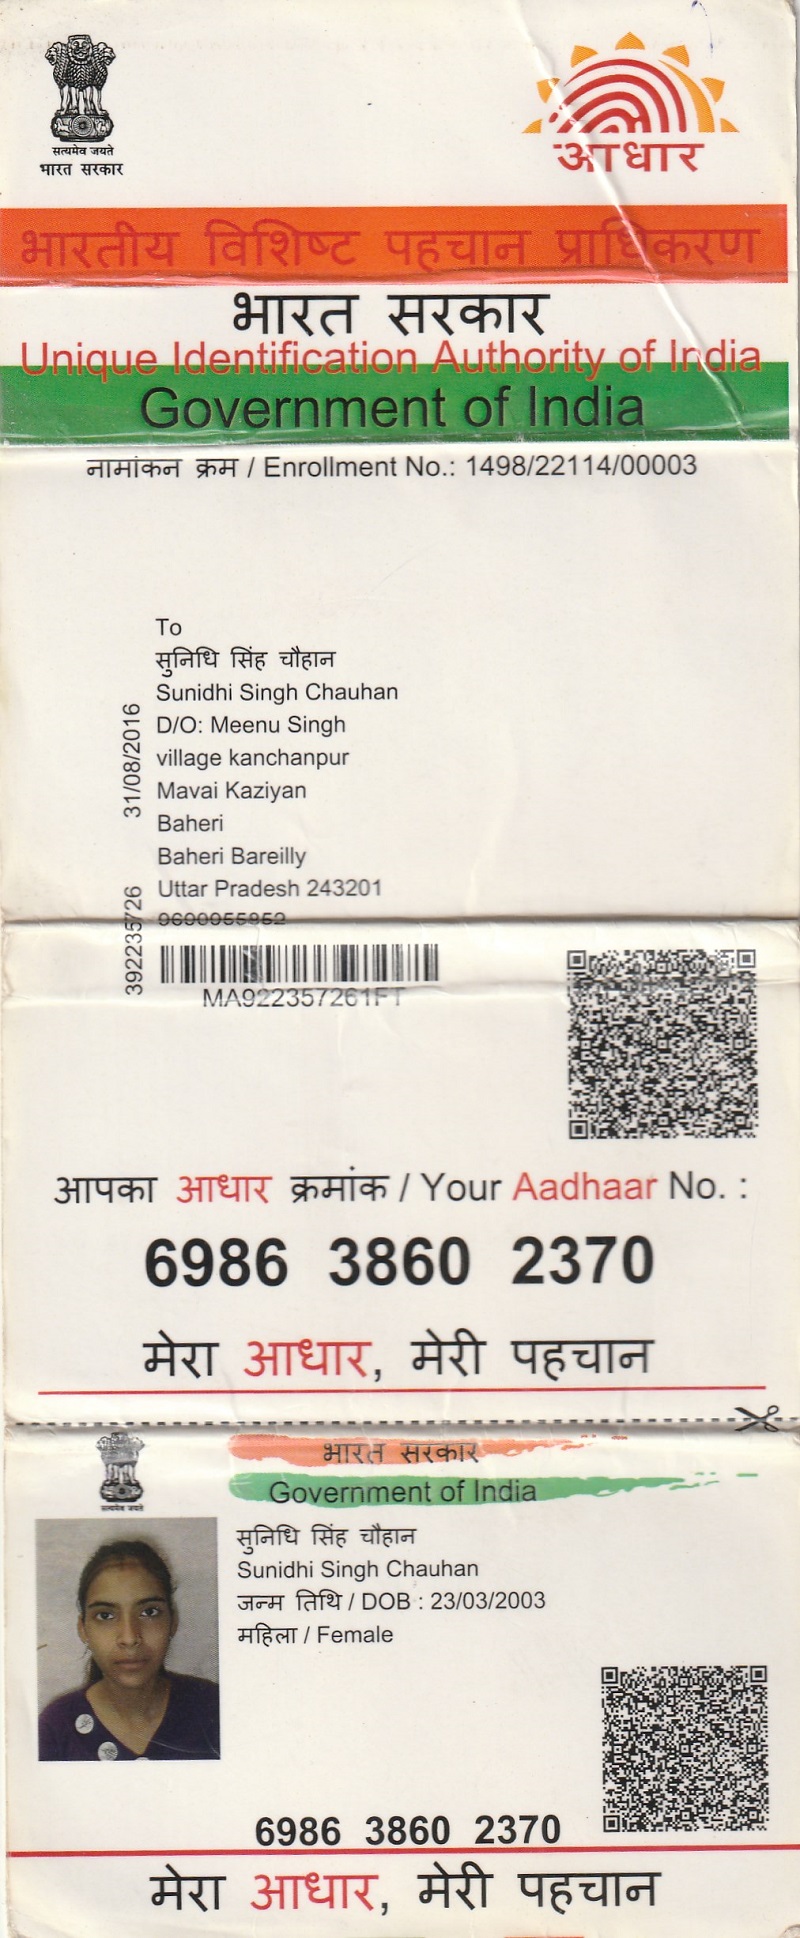 सत्यमेव जयते
भारत सरकार
आधार
भारतीय विशिष्ट पहचान प्राधिकरण
भारत सरकार
Unique Identification Authority of India
Government of India
नामांकन क्रम / Enrollment No.: 1498/22114/00003
To
सुनिधि सिंह चौहान
Sunidhi Singh Chauhan
D/O: Meenu Singh
village kanchanpur
Mavai Kaziyan
Baheri
Baheri Bareilly
Uttar Pradesh 243201
31/08/2016
392235726
MA922357261FT
आपका आधार क्रमांक / Your Aadhaar No. :
6986 3860 2370
मेरा आधार, मेरी पहचान
भारत सरकार
Government of India
सत्यमेव जयते
सुनिधि सिंह चौहान
Sunidhi Singh Chauhan
जन्म तिथि / DOB : 23/03/2003
महिला / Female
6986 3860 2370
मेरा आधार, मेरी पहचान